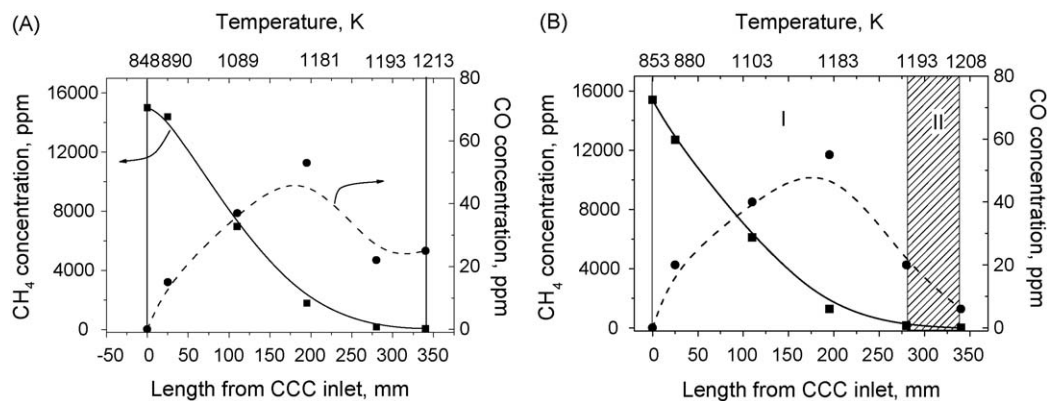 (A)
Temperature, K
848 890 1089 1181 1193 1213
16000
12000
8000
4000
0
CH4 concentration, ppm
80
60
40
20
0
CO concentration, ppm
-50 0 50 100 150 200 250 300 350
Length from CCC inlet, mm
(B)
Temperature, K
853 880 1103 1183 1193 1208
16000
12000
8000
4000
0
CH4 concentration, ppm
I
II
80
60
40
20
0
CO concentration, ppm
0 50 100 150 200 250 300 350
Length from CCC inlet, mm